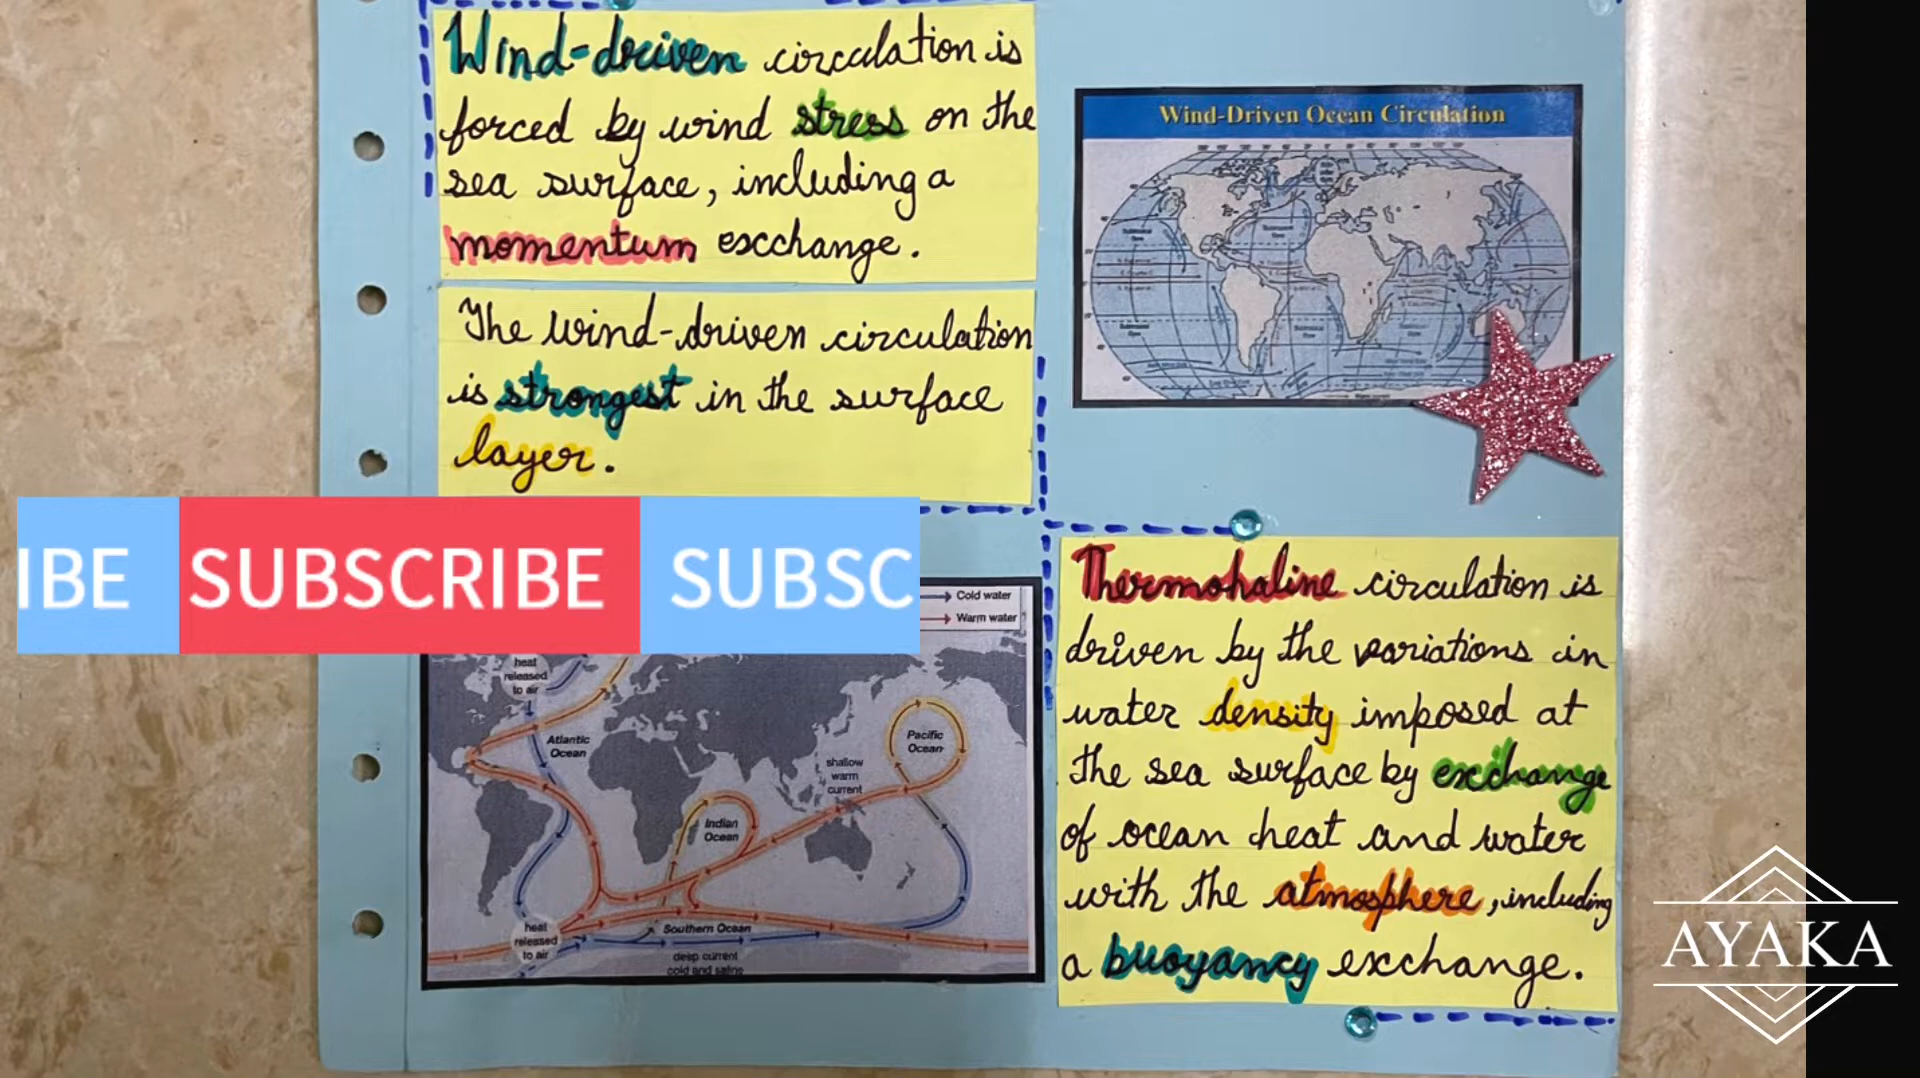 Wind-driven circulation is
forced by wind stress on the
sea surface, including a
momentum exchange.
The wind-driven circulation
is strongest in the surface
layer.
Wind-Driven Ocean Circulation
IBE SUBSCRIBE SUBSC
Cold water
Warm water
heat
released
to air
Atlantic
Ocean
Pacific
Ocean
shallow
warm
current
Indian
Ocean
Southern Ocean
heat
released
to air
deep current
cold and saline
Thermohaline circulation is
driven by the variations in
water density imposed at
the sea surface by exchange
of ocean heat and water
with the atmosphere, including
a buoyancy exchange.
AYAKA